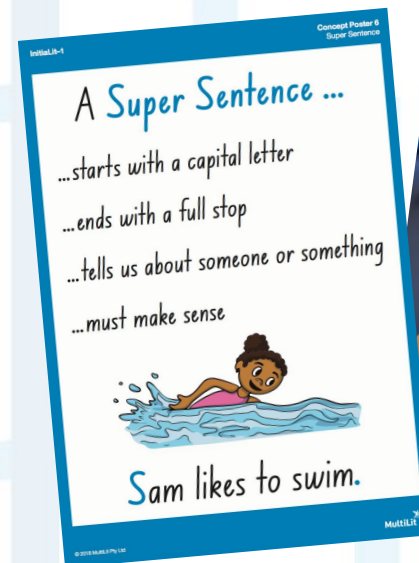 InitiaLit–1
Concept Poster 6
Super Sentence
A Super Sentence ...
...starts with a capital letter
...ends with a full stop
...tells us about someone or something
...must make sense
Sam likes to swim.
MultiLit
© 2018 MultiLit Pty Ltd